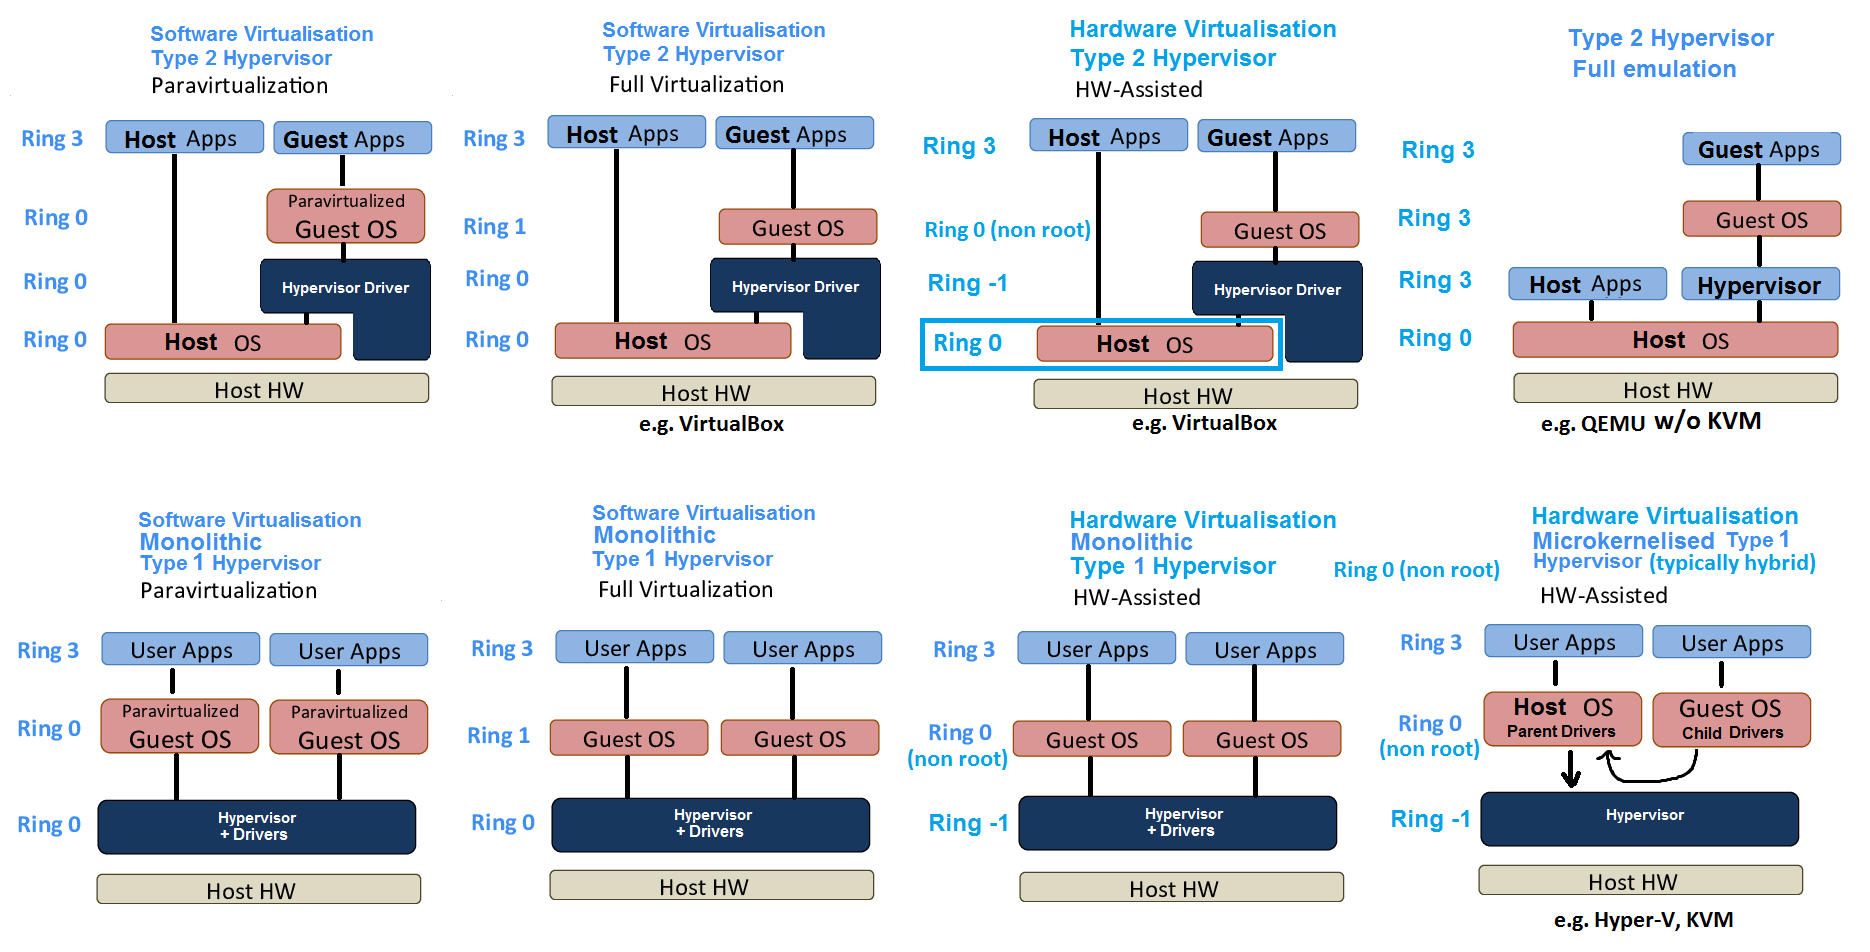 Software Virtualisation
Type 2 Hypervisor
Paravirtualization
Ring 3
Host Apps
Guest Apps
Ring 0
Paravirtualized
Guest OS
Ring 0
Hypervisor Driver
Ring 0
Host OS
Host HW
Software Virtualisation
Type 2 Hypervisor
Full Virtualization
Ring 3
Host Apps
Guest Apps
Ring 1
Guest OS
Ring 0
Hypervisor Driver
Ring 0
Host OS
Host HW
e.g. VirtualBox
Hardware Virtualisation
Type 2 Hypervisor
HW-Assisted
Ring 3
Host Apps
Guest Apps
Ring 0 (non root)
Guest OS
Ring -1
Hypervisor Driver
Ring 0
Host OS
Host HW
e.g. VirtualBox
Type 2 Hypervisor
Full emulation
Ring 3
Guest Apps
Ring 3
Guest OS
Ring 3
Host Apps
Hypervisor
Ring 0
Host OS
Host HW
e.g. QEMU w/o KVM
Software Virtualisation
Monolithic
Type 1 Hypervisor
Paravirtualization
Ring 3
User Apps
User Apps
Ring 0
Paravirtualized
Guest OS
Paravirtualized
Guest OS
Ring 0
Hypervisor
+ Drivers
Host HW
Software Virtualisation
Monolithic
Type 1 Hypervisor
Full Virtualization
Ring 3
User Apps
User Apps
Ring 1
Guest OS
Guest OS
Ring 0
Hypervisor
+ Drivers
Host HW
Hardware Virtualisation
Monolithic
Type 1 Hypervisor
HW-Assisted
Ring 3
User Apps
User Apps
Ring 0
(non root)
Guest OS
Guest OS
Ring -1
Hypervisor
+ Drivers
Host HW
Hardware Virtualisation
Microkernelised Type 1
Hypervisor (typically hybrid)
Ring 0 (non root)
HW-Assisted
Ring 3
User Apps
User Apps
Ring 0
(non root)
Host OS
Parent Drivers
Guest OS
Child Drivers
Ring -1
Hypervisor
Host HW
e.g. Hyper-V, KVM